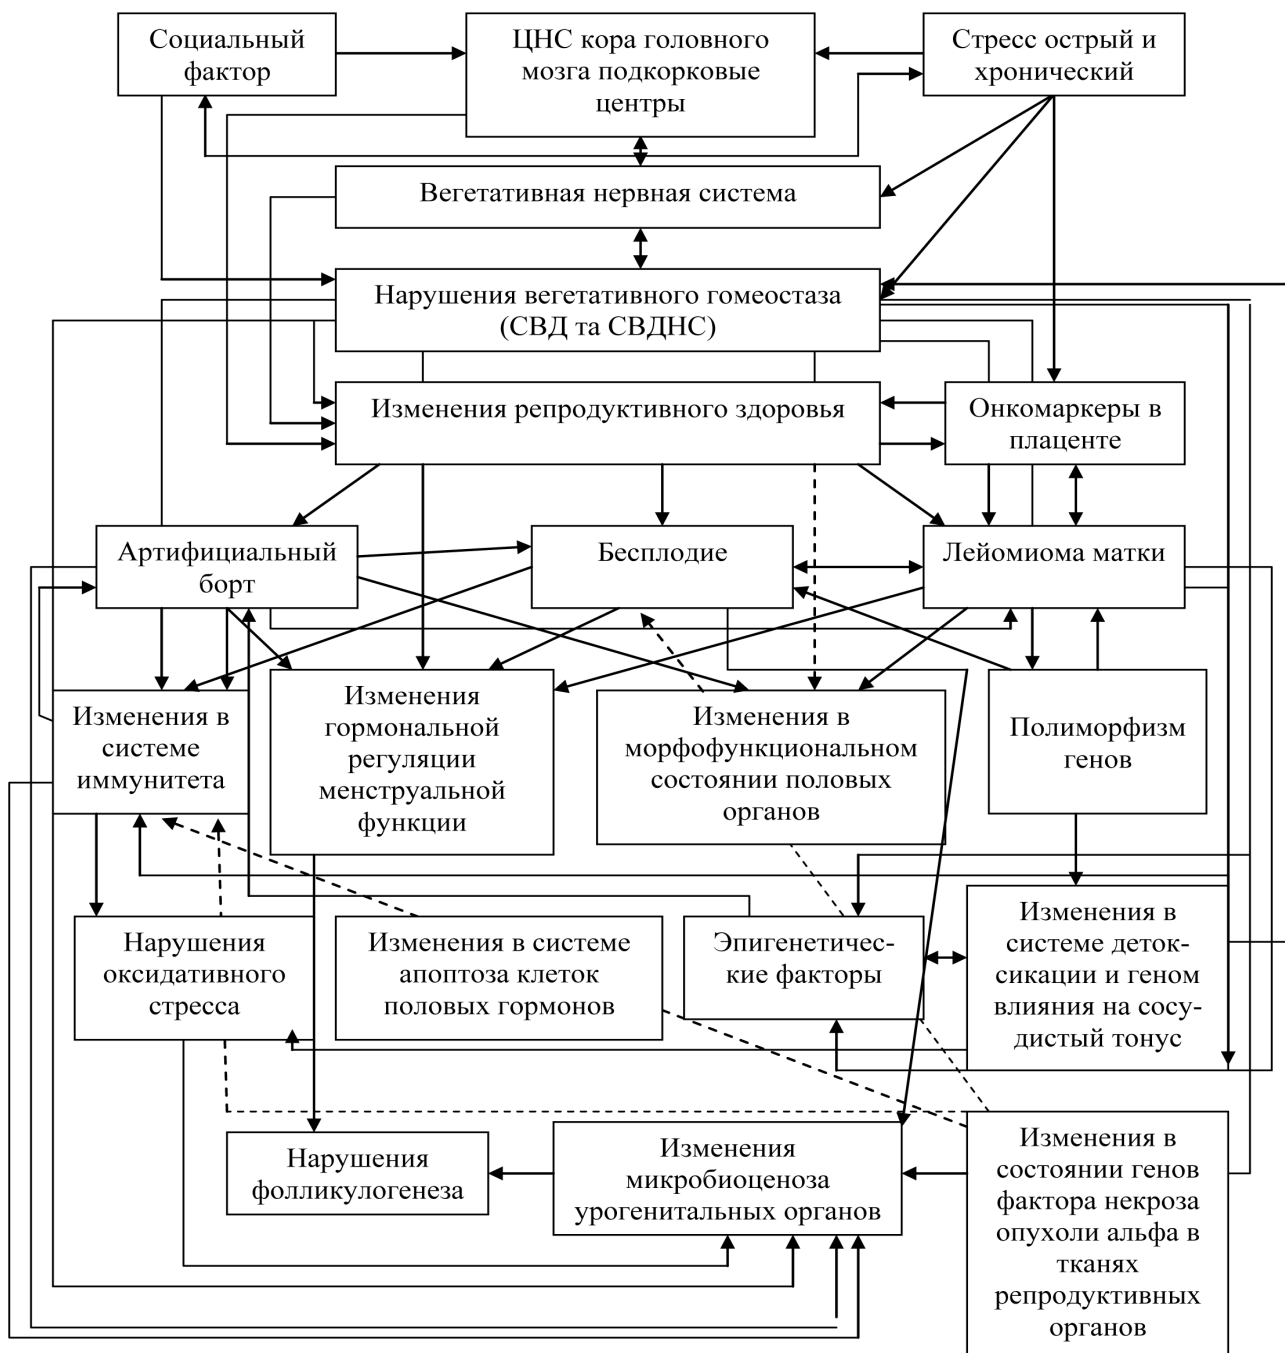 Социальный
фактор
ЦНС кора головного
мозга подкорковые
центры
Стресс острый и
хронический
Вегетативная нервная система
Нарушения вегетативного гомеостаза
(СВД та СВДНС)
Изменения репродуктивного здоровья
Онкомаркеры в
плаценте
Артифициальный
борт
Бесплодие
Лейомиома матки
Изменения в
системе
иммунитета
Изменения
гормональной
регуляции
менструальной
функции
Изменения в
морфофункциональном
состоянии половых
органов
Полиморфизм
генов
Нарушения
оксидативного
стресса
Изменения в системе
апоптоза клеток
половых гормонов
Эпигенетичес-
кие факторы
Изменения в
системе деток-
сикации и геном
влияния на сосу-
дистый тонус
Нарушения
фолликулогенеза
Изменения
микробиоценоза
урогенитальных органов
Изменения в
состоянии генов
фактора некроза
опухоли альфа в
тканях
репродуктивных
органов